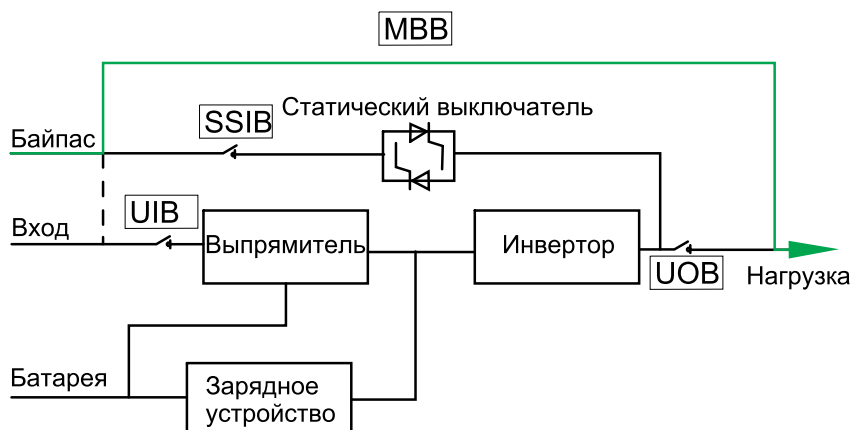 MBB
Статический выключатель
SSIB
Байпас
UIB
Вход
Выпрямитель
Инвертор
UOB
Нагрузка
Батарея
Зарядное
устройство